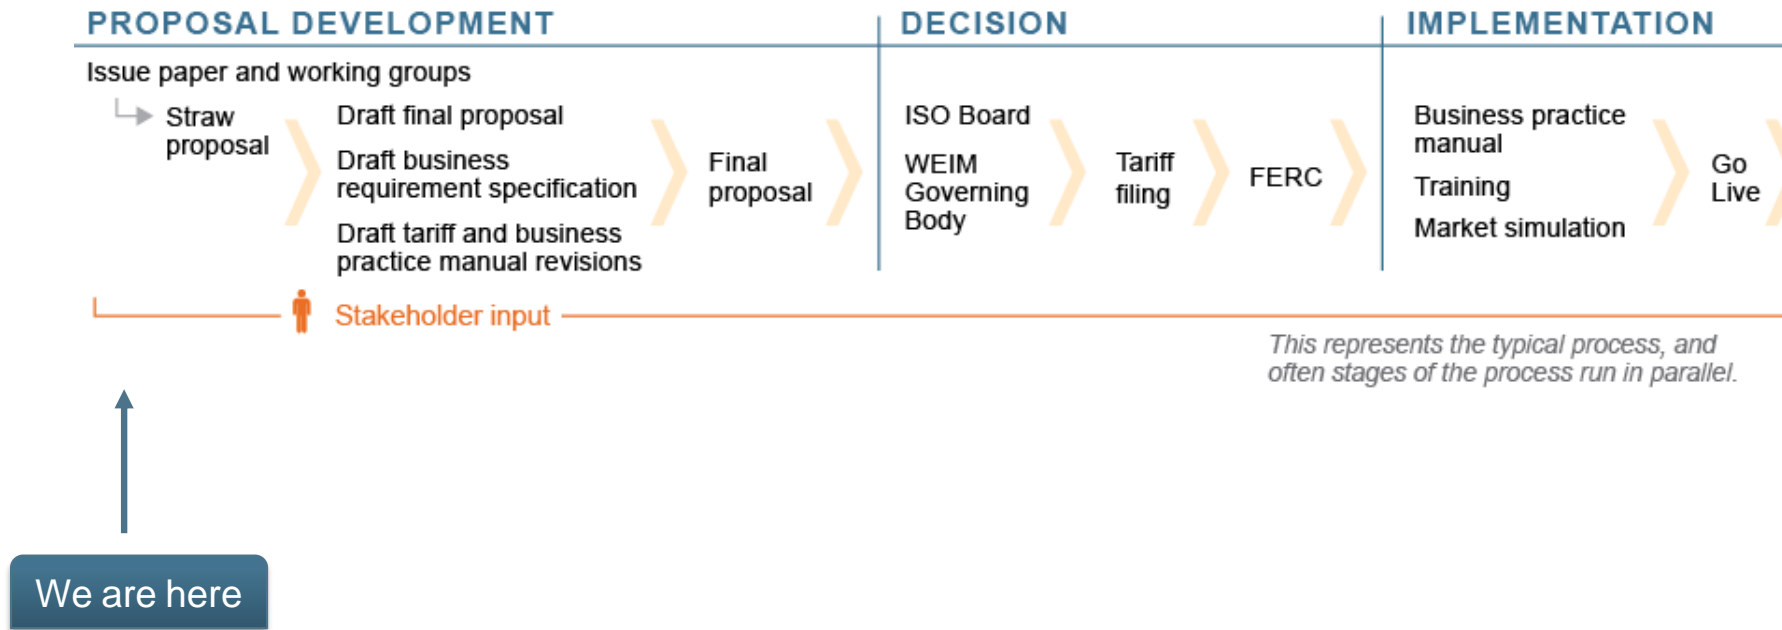 PROPOSAL DEVELOPMENT
Issue paper and working groups
Straw
proposal
Draft final proposal
Draft business
requirement specification
Draft tariff and business
practice manual revisions
Final
proposal
DECISION
ISO Board
WEIM
Governing
Body
Tariff
filing
FERC
IMPLEMENTATION
Business practice
manual
Training
Market simulation
Go
Live
Stakeholder input
This represents the typical process, and
often stages of the process run in parallel.
We are here